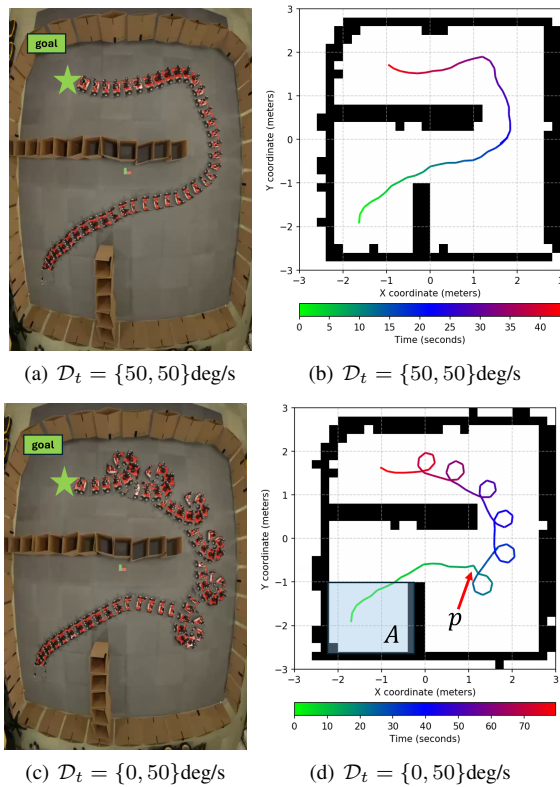 goal
3
2
1
0
−1
−2
−3
Y coordinate (meters)
−3 −2 −1 0 1 2 3
X coordinate (meters)
0 5 10 15 20 25 30 35 40
Time (seconds)
(a) 𝒟ₜ = {50, 50}deg/s
(b) 𝒟ₜ = {50, 50}deg/s
goal
3
2
1
0
−1
−2
−3
Y coordinate (meters)
p
A
−3 −2 −1 0 1 2 3
X coordinate (meters)
0 10 20 30 40 50 60 70
Time (seconds)
(c) 𝒟ₜ = {0, 50}deg/s
(d) 𝒟ₜ = {0, 50}deg/s